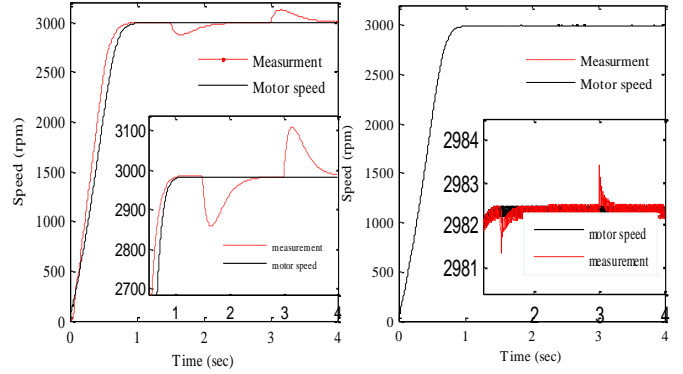 3000
2500
2000
1500
1000
500
0
Speed (rpm)
Measurment
Motor speed
3100
3000
2900
2800
2700
measurement
motor speed
1 2 3 4
0 1 2 3 4
Time (sec)
3000
2500
2000
1500
1000
500
0
Speed (rpm)
Measurment
Motor speed
2984
2983
2982
2981
motor speed
measurement
2 3 4
0 1 2 3 4
Time (sec)